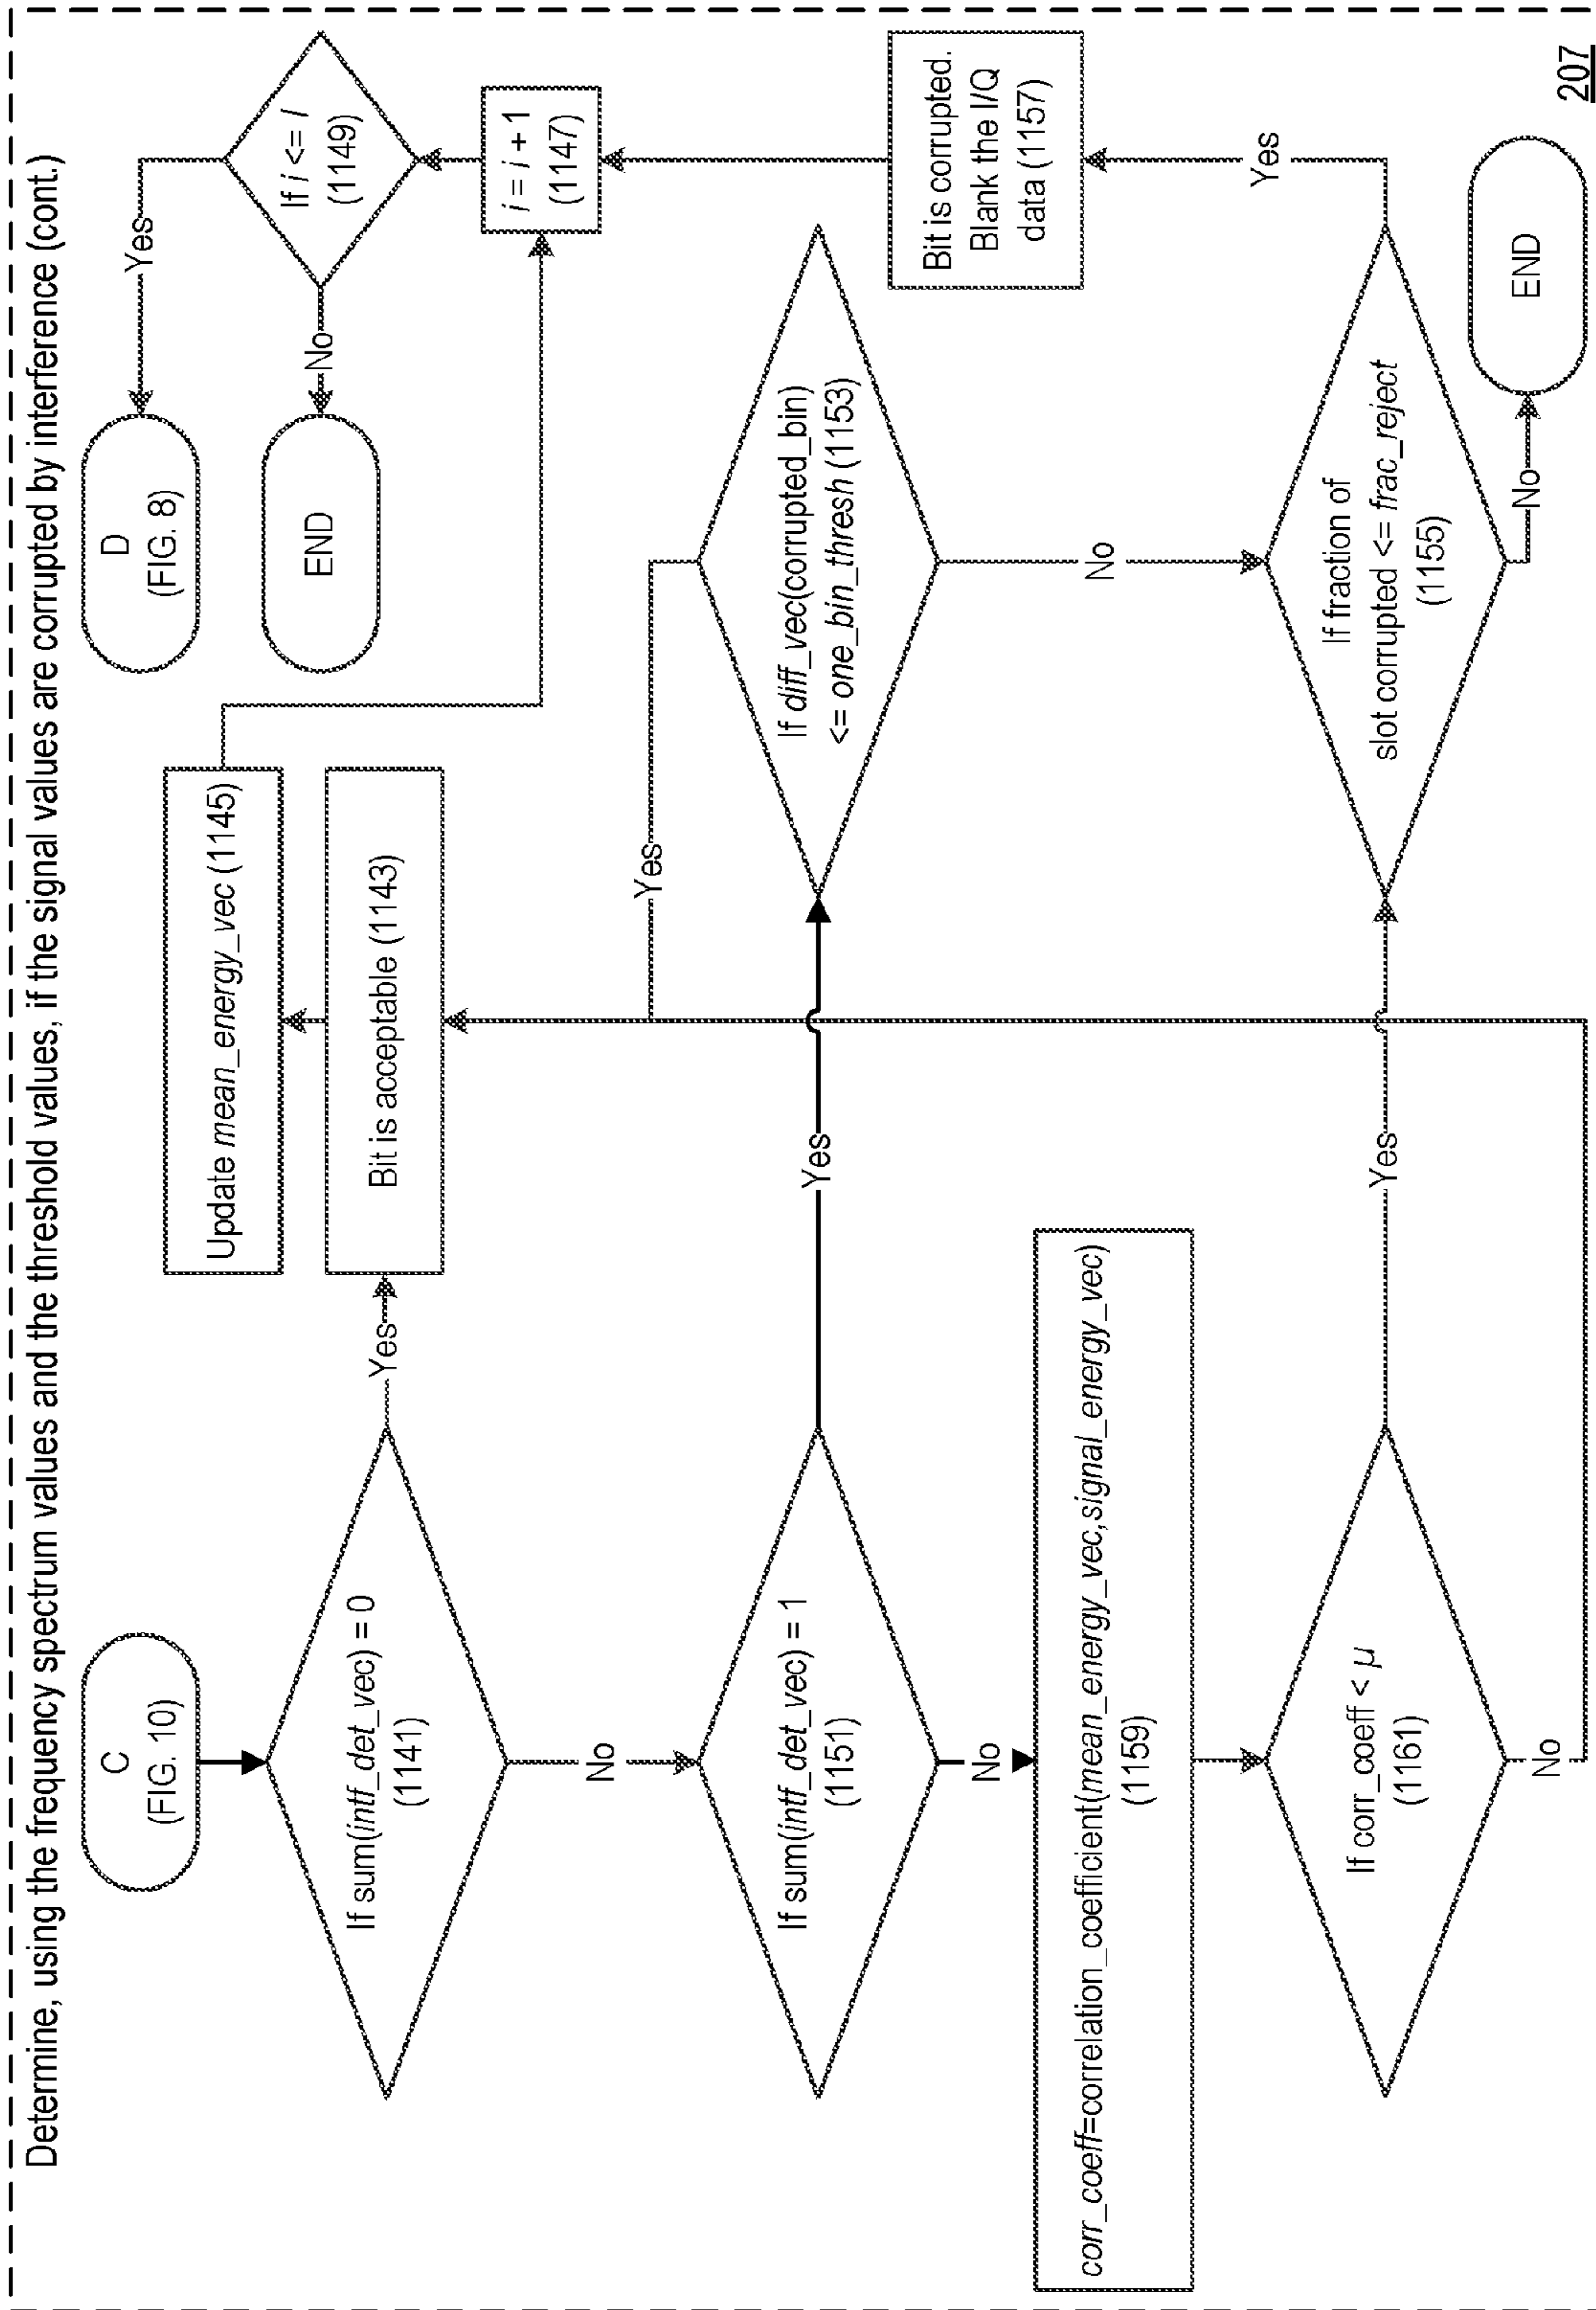 Determine, using the frequency spectrum values and the threshold values, if the signal values are corrupted by interference (cont.)
C
(FIG. 10)
If sum(intf_det_vec) = 0
(1141)
Yes
No
Update mean_energy_vec (1145)
Bit is acceptable (1143)
D
(FIG. 8)
END
Yes
No
If i <= I
(1149)
i = i + 1
(1147)
If sum(intf_det_vec) = 1
(1151)
Yes
No
Yes
If diff_vec(corrupted_bin)
<= one_bin_thresh (1153)
No
Bit is corrupted.
Blank the I/Q
data (1157)
corr_coeff=correlation_coefficient(mean_energy_vec,signal_energy_vec)
(1159)
If corr_coeff < µ
(1161)
Yes
No
If fraction of
slot corrupted <= frac_reject
(1155)
Yes
No
END
207